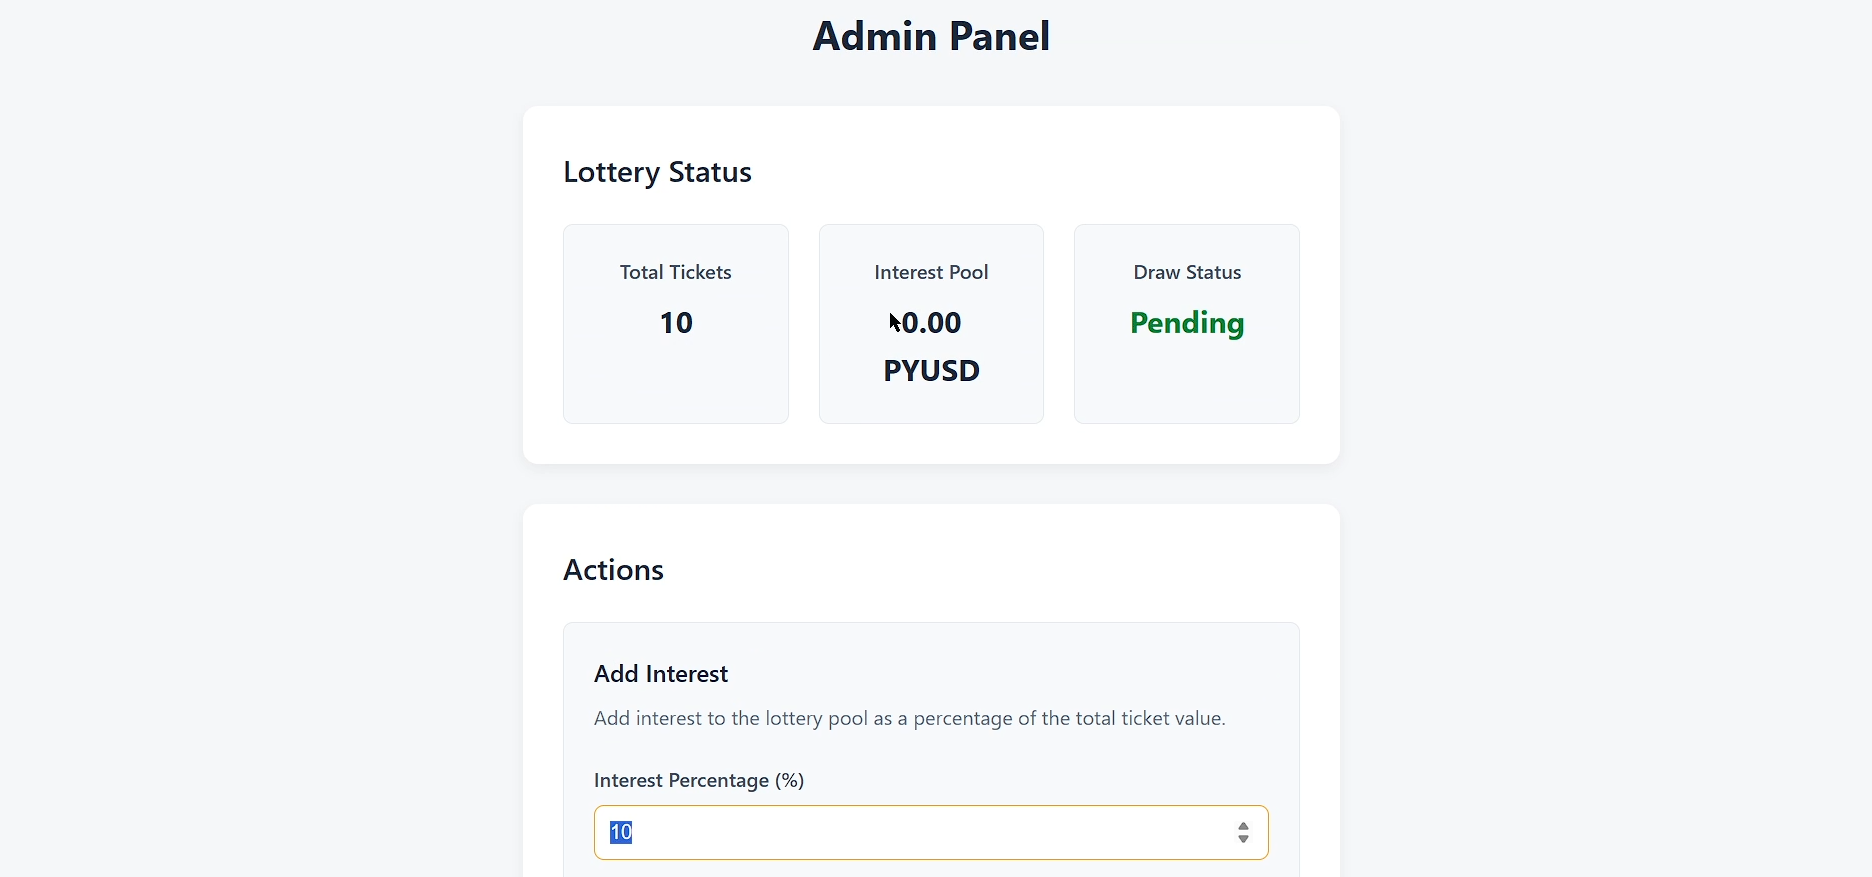 Admin Panel
Lottery Status
Total Tickets
10
Interest Pool
0.00
PYUSD
Draw Status
Pending
Actions
Add Interest
Add interest to the lottery pool as a percentage of the total ticket value.
Interest Percentage (%)
10